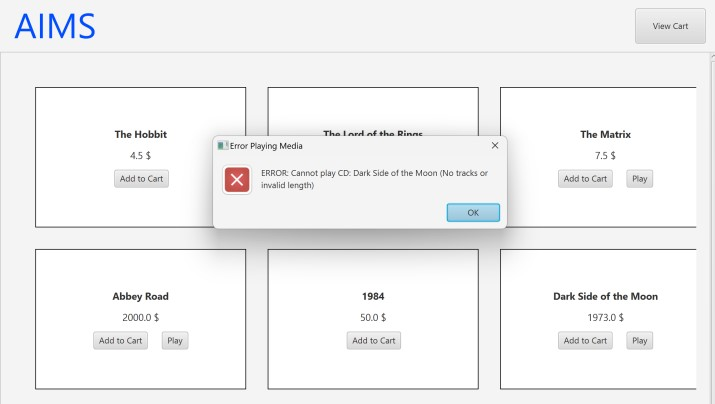 AIMS
View Cart
The Hobbit
4.5 $
Add to Cart
The Lord of the Rings
The Matrix
7.5 $
Add to Cart
Play
Error Playing Media
ERROR: Cannot play CD: Dark Side of the Moon (No tracks or
invalid length)
OK
Abbey Road
2000.0 $
Add to Cart
Play
1984
50.0 $
Add to Cart
Dark Side of the Moon
1973.0 $
Add to Cart
Play